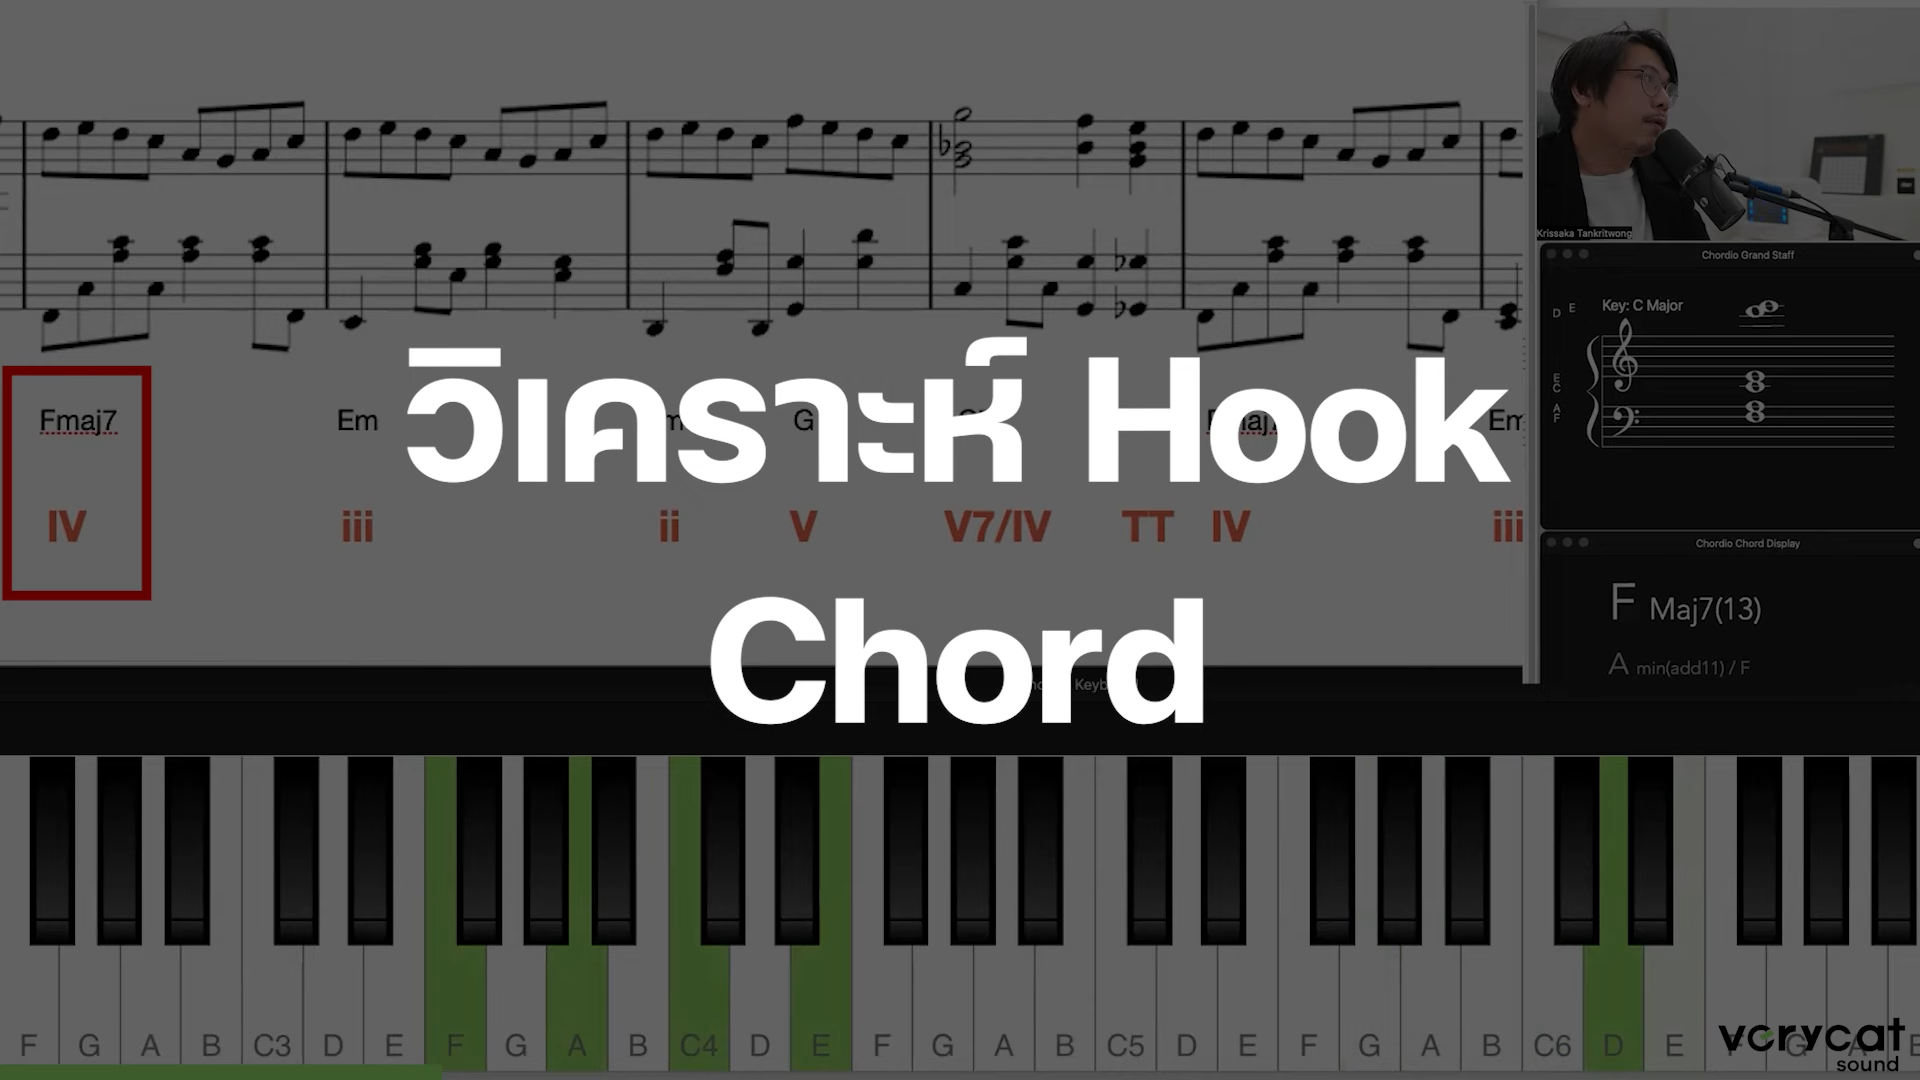 Krissaka Tankritwong
Chordio Grand Staff
Key: C Major
D E
E
C
A
F
Fmaj7 Em G
วิเคราะห์ Hook
IV iii ii V V7/IV TT IV iii
Chordio Chord Display
F Maj7(13)
A min(add11) / F
Chord
F G A B C3 D E F G A B C4 D E F G A B C5 D E F G A B C6 D E F G A
verycat
sound